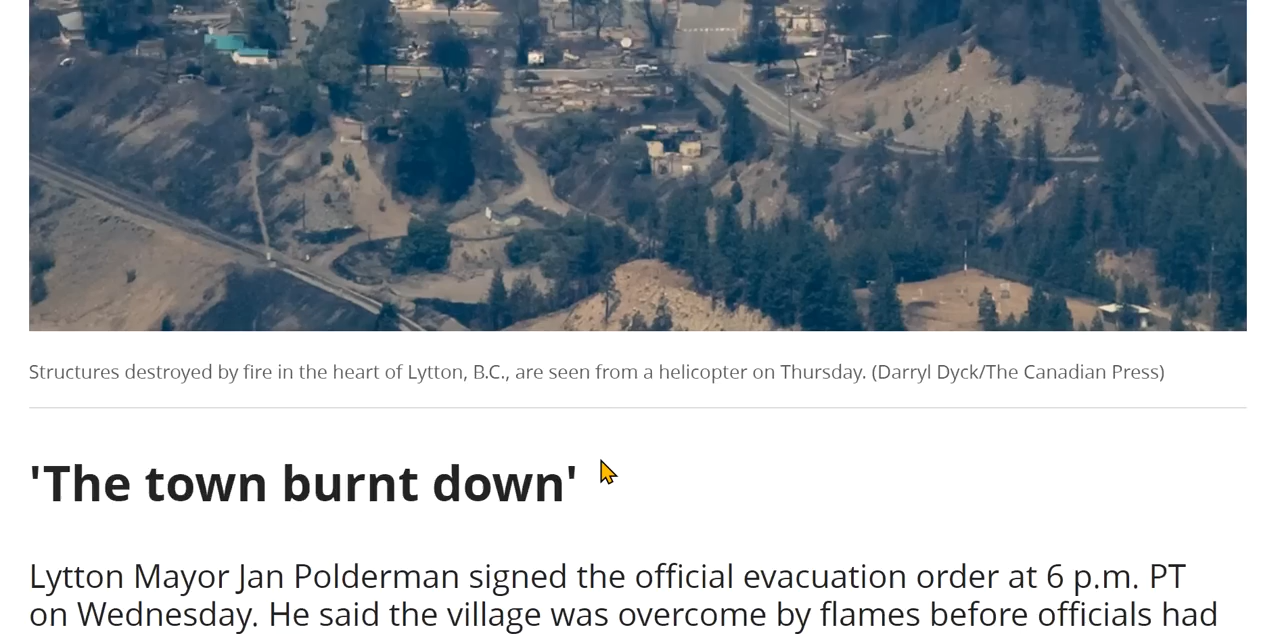 Structures destroyed by fire in the heart of Lytton, B.C., are seen from a helicopter on Thursday. (Darryl Dyck/The Canadian Press)
'The town burnt down'
Lytton Mayor Jan Polderman signed the official evacuation order at 6 p.m. PT
on Wednesday. He said the village was overcome by flames before officials had